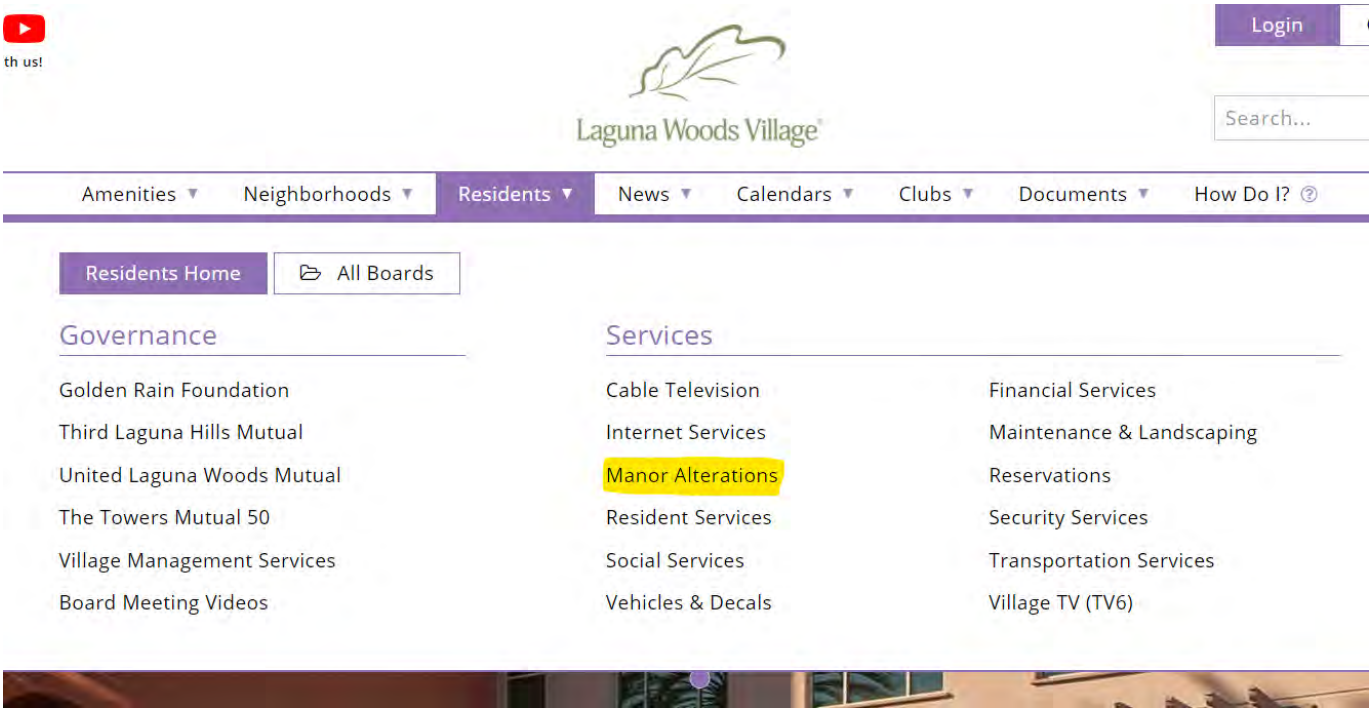 Login
th us!
Laguna Woods Village®
Search...
Amenities Neighborhoods Residents News Calendars Clubs Documents How Do I?
Residents Home All Boards
Governance
Golden Rain Foundation
Third Laguna Hills Mutual
United Laguna Woods Mutual
The Towers Mutual 50
Village Management Services
Board Meeting Videos
Services
Cable Television
Internet Services
Manor Alterations
Resident Services
Social Services
Vehicles & Decals
Financial Services
Maintenance & Landscaping
Reservations
Security Services
Transportation Services
Village TV (TV6)